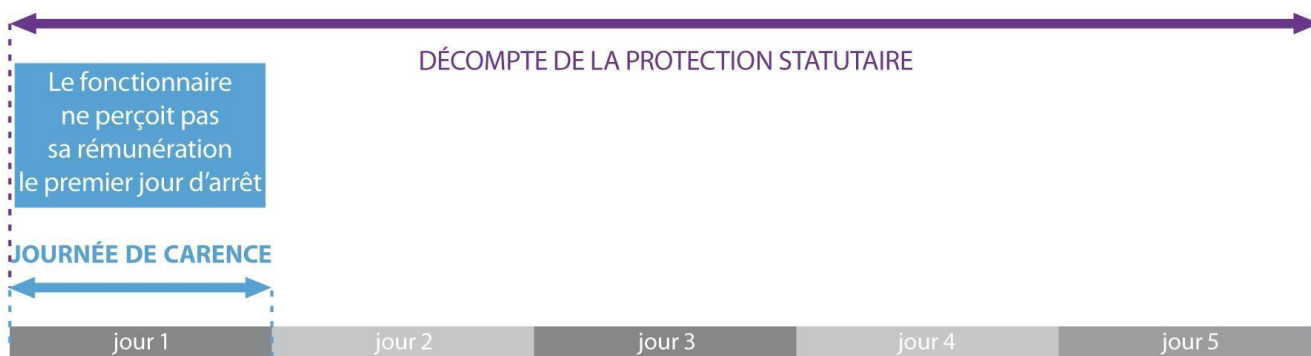 DÉCOMPTE DE LA PROTECTION STATUTAIRE
Le fonctionnaire
ne perçoit pas
sa rémunération
le premier jour d’arrêt
JOURNÉE DE CARENCE
jour 1
jour 2
jour 3
jour 4
jour 5